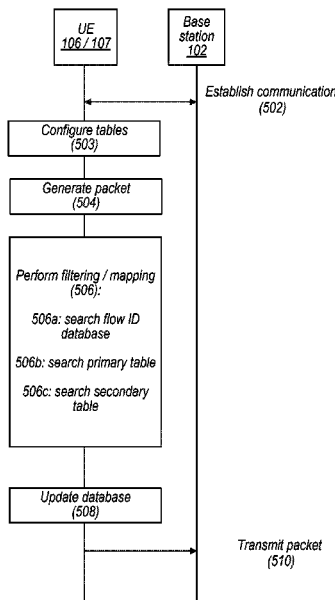 UE
106 / 107
Base
station
102
Establish communication
(502)
Configure tables
(503)
Generate packet
(504)
Perform filtering / mapping
(506):
506a: search flow ID
database
506b: search primary table
506c: search secondary
table
Update database
(508)
Transmit packet
(510)